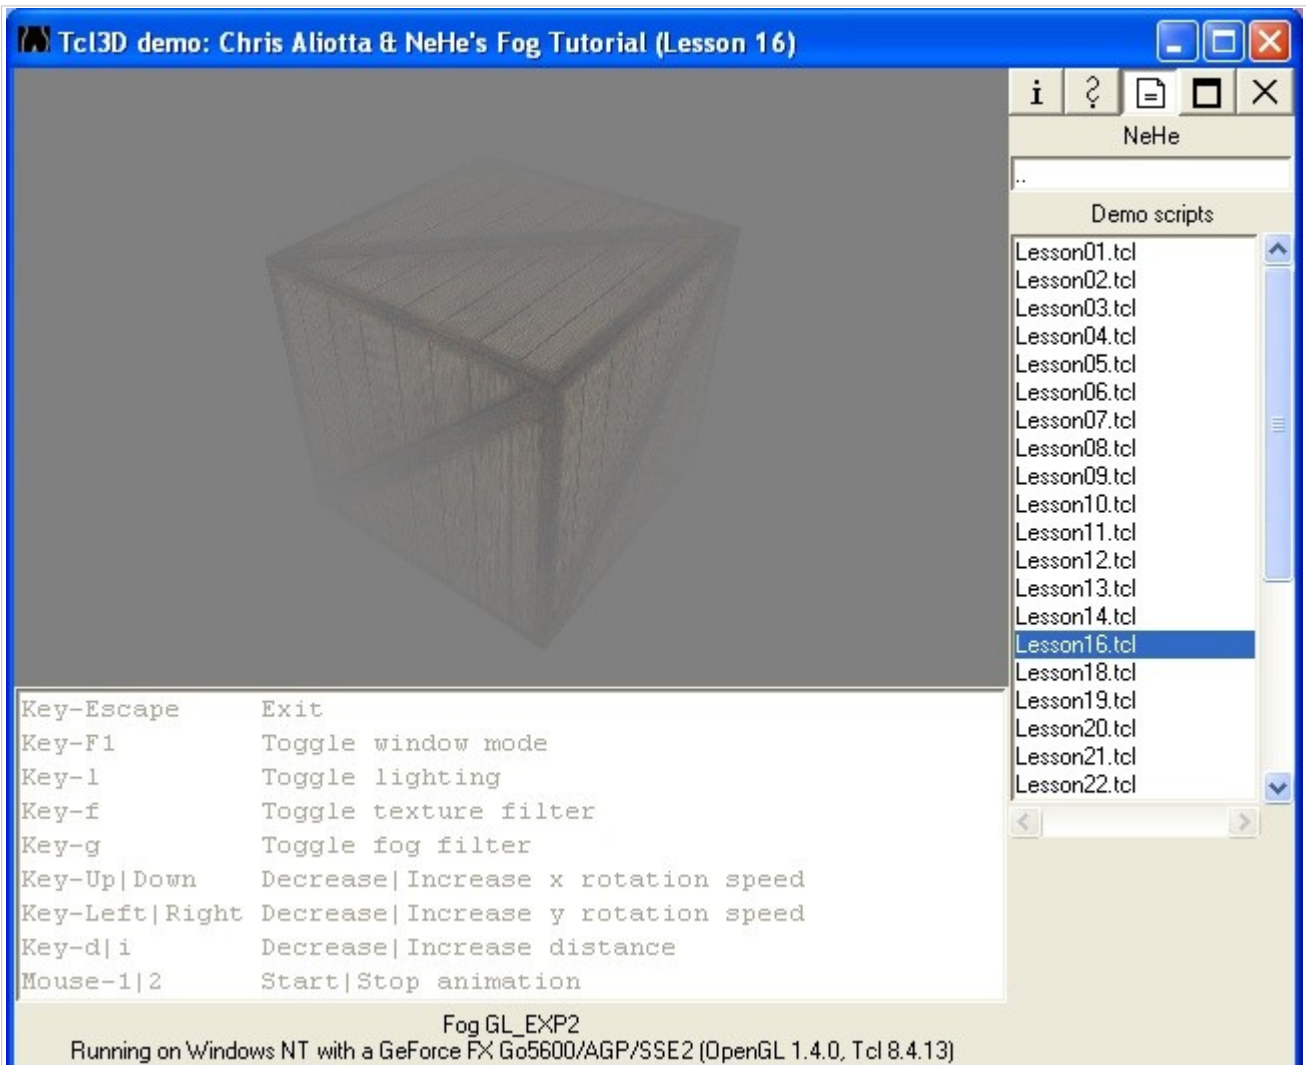 Tcl3D demo: Chris Aliotta & NeHe's Fog Tutorial (Lesson 16)
i ?
NeHe
..
Demo scripts
Lesson01.tcl
Lesson02.tcl
Lesson03.tcl
Lesson04.tcl
Lesson05.tcl
Lesson06.tcl
Lesson07.tcl
Lesson08.tcl
Lesson09.tcl
Lesson10.tcl
Lesson11.tcl
Lesson12.tcl
Lesson13.tcl
Lesson14.tcl
Lesson16.tcl
Lesson18.tcl
Lesson19.tcl
Lesson20.tcl
Lesson21.tcl
Lesson22.tcl
Key-Escape Exit
Key-F1 Toggle window mode
Key-l Toggle lighting
Key-f Toggle texture filter
Key-g Toggle fog filter
Key-Up|Down Decrease|Increase x rotation speed
Key-Left|Right Decrease|Increase y rotation speed
Key-d|i Decrease|Increase distance
Mouse-1|2 Start|Stop animation
Fog GL_EXP2
Running on Windows NT with a GeForce FX Go5600/AGP/SSE2 (OpenGL 1.4.0, Tcl 8.4.13)